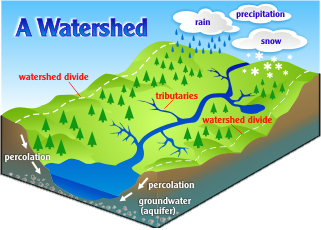 A Watershed
rain
precipitation
snow
watershed divide
tributaries
watershed divide
percolation
percolation
groundwater
(aquifer)